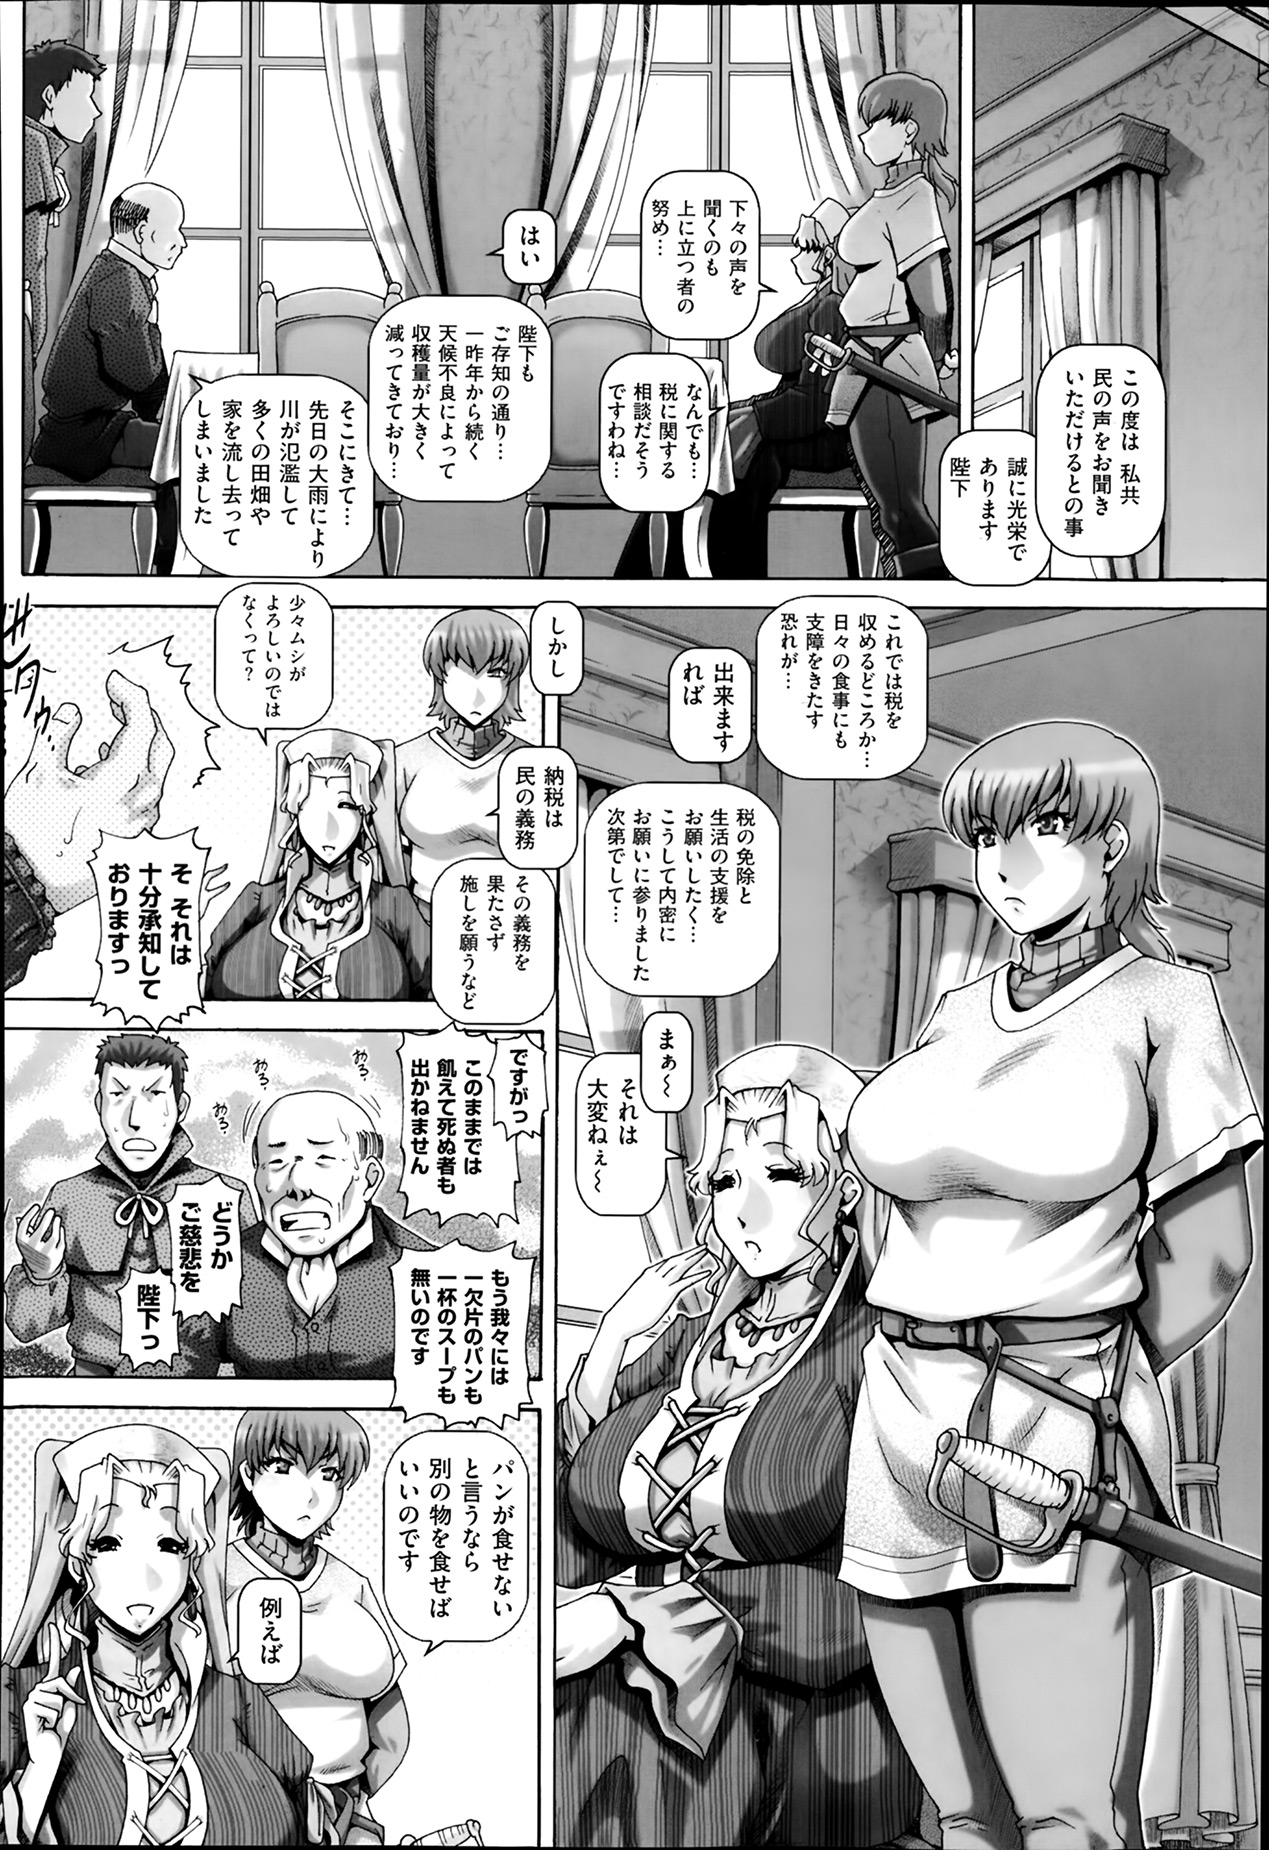 この度は 私共
民の声をお聞き
いただけるとの事
誠に光栄で
あります
陛下
下々の声を
聞くのも
上に立つ者の
努め…
なんでも…
税に関する
相談だそう
ですわね…
はい
陛下も
ご存知の通り…
一昨年から続く
天候不良によって
収穫量が大きく
減ってきており…
そこにきて…
先日の大雨により
川が氾濫して
多くの田畑や
家を流し去って
しまいました
これでは税を
収めるどころか…
日々の食事にも
支障をきたす
恐れが…
出来ます
れば
税の免除と
生活の支援を
お願いしたく…
こうして内密に
お願いに参りました
次第でして…
まぁ～
それは
大変ねぇ～
しかし
納税は
民の義務
その義務を
果たさず
施しを願うなど
少々ムシが
よろしいのでは
なくって？
そ それは
十分承知して
おりますっ
ですがっ
このままでは
飢えて死ぬ者も
出かねません
もう我々には
一欠片のパンも
一杯のスープも
無いのです
おろ．
おろ．
おろ．
どうか
ご慈悲を
陛下っ
パンが食せない
と言うなら
別の物を食せば
いいのです
例えば